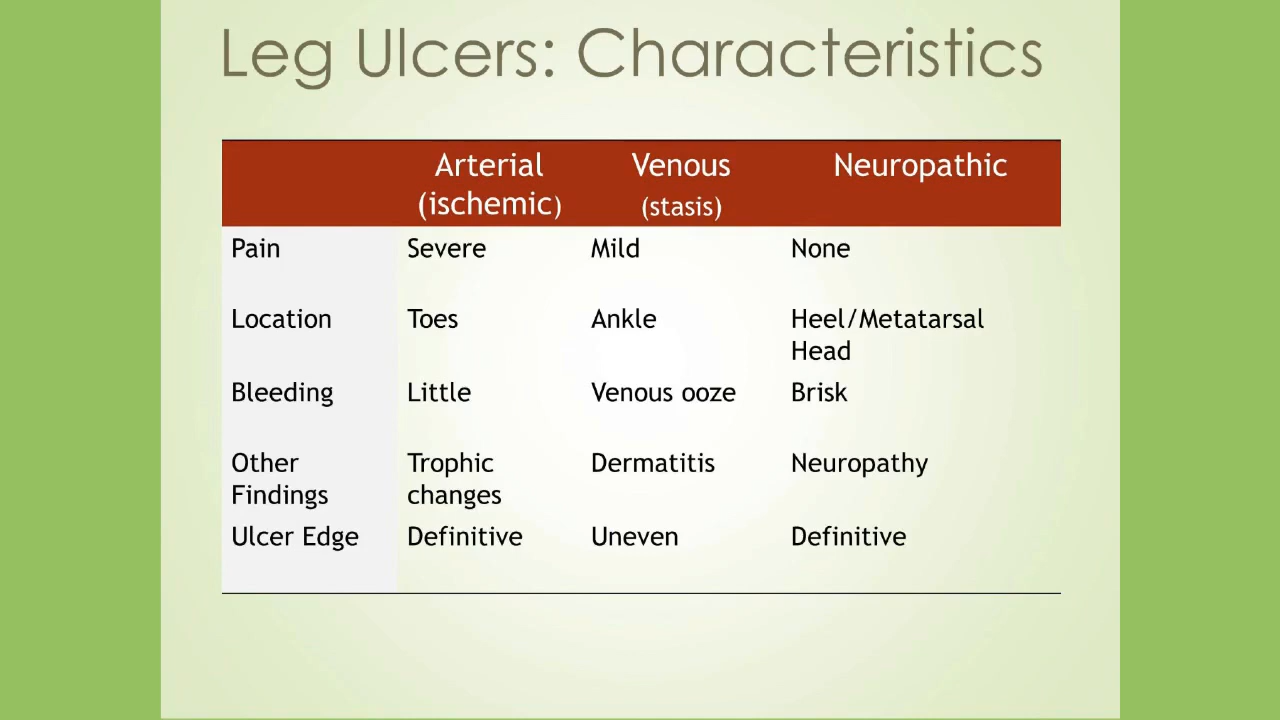 Leg Ulcers: Characteristics
Arterial (ischemic) Venous (stasis) Neuropathic
Pain Severe Mild None
Location Toes Ankle Heel/Metatarsal Head
Bleeding Little Venous ooze Brisk
Other Findings Trophic changes Dermatitis Neuropathy
Ulcer Edge Definitive Uneven Definitive